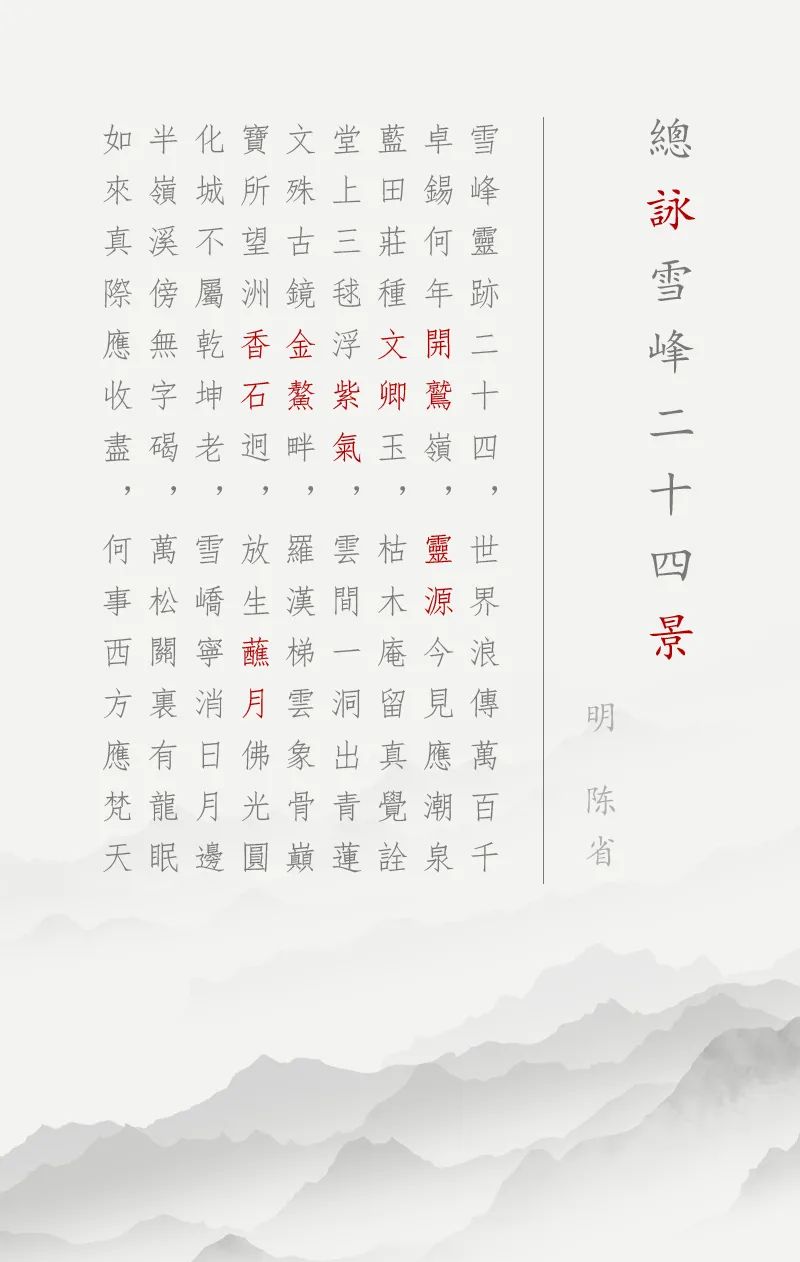 總詠雪峰二十四景
明 陈省
雪峰靈跡二十四，世界浪傳萬百千
卓錫何年開鷲嶺，靈源今見應潮泉
藍田莊種文卿玉，枯木庵留真覺詮
堂上三毬浮紫氣，雲間一洞出青蓮
文殊古鏡金鰲畔，羅漢梯雲象骨巔
寶所望洲香石迥，放生蘸月佛光圓
化城不屬乾坤老，雪嶠寧消日月邊
半嶺溪傍無字碣，萬松關裏有龍眠
如來真際應收盡，何事西方應梵天